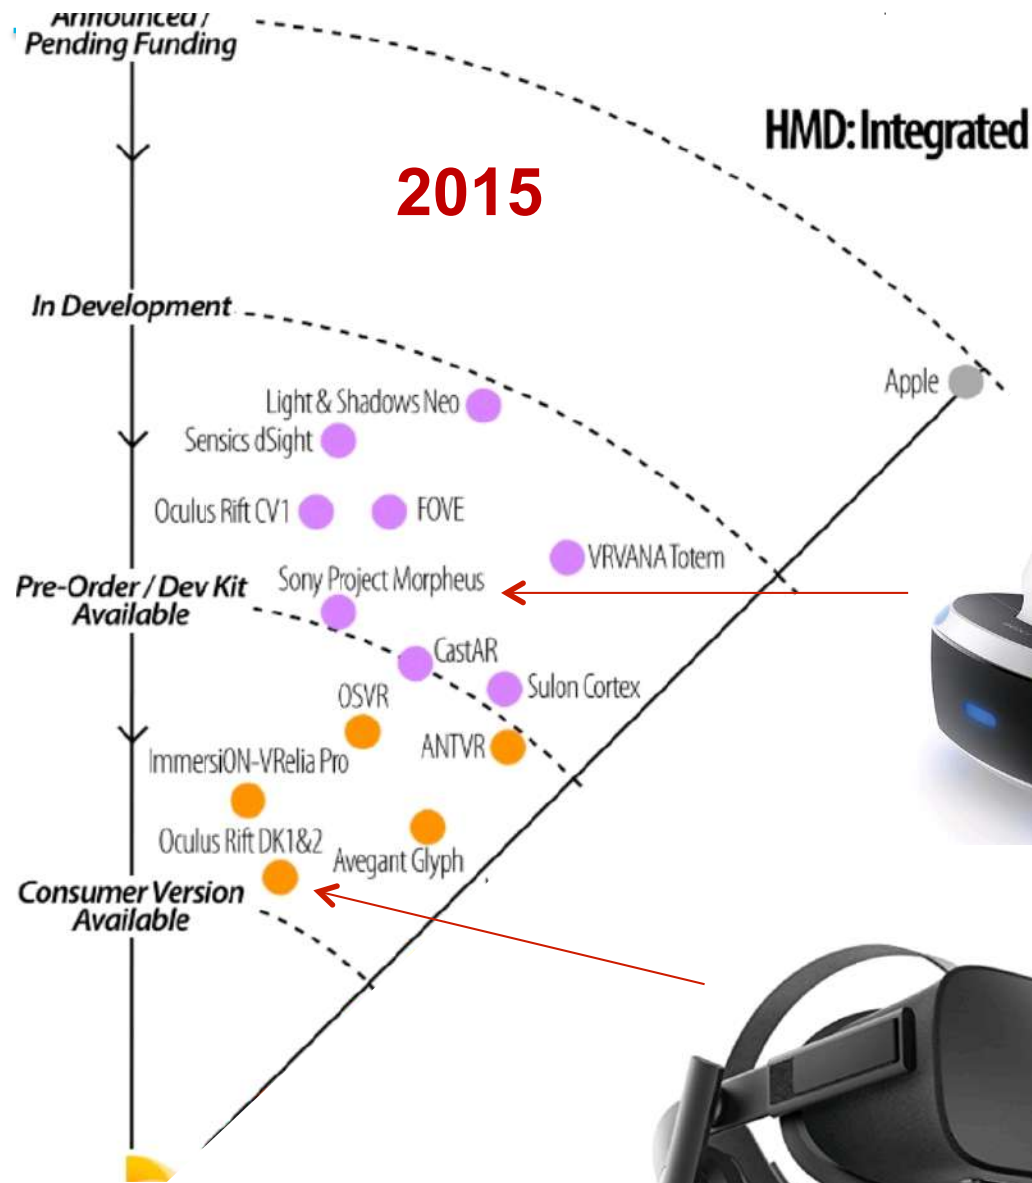 Announced /
Pending Funding
HMD: Integrated
2015
In Development
Apple
Light & Shadows Neo
Sensics dSight
Oculus Rift CV1
FOVE
VRVANA Totem
Pre-Order / Dev Kit
Available
Sony Project Morpheus
CastAR
Sulon Cortex
OSVR
ANTVR
ImmersiON-VRelia Pro
Oculus Rift DK1&2
Avegant Glyph
Consumer Version
Available